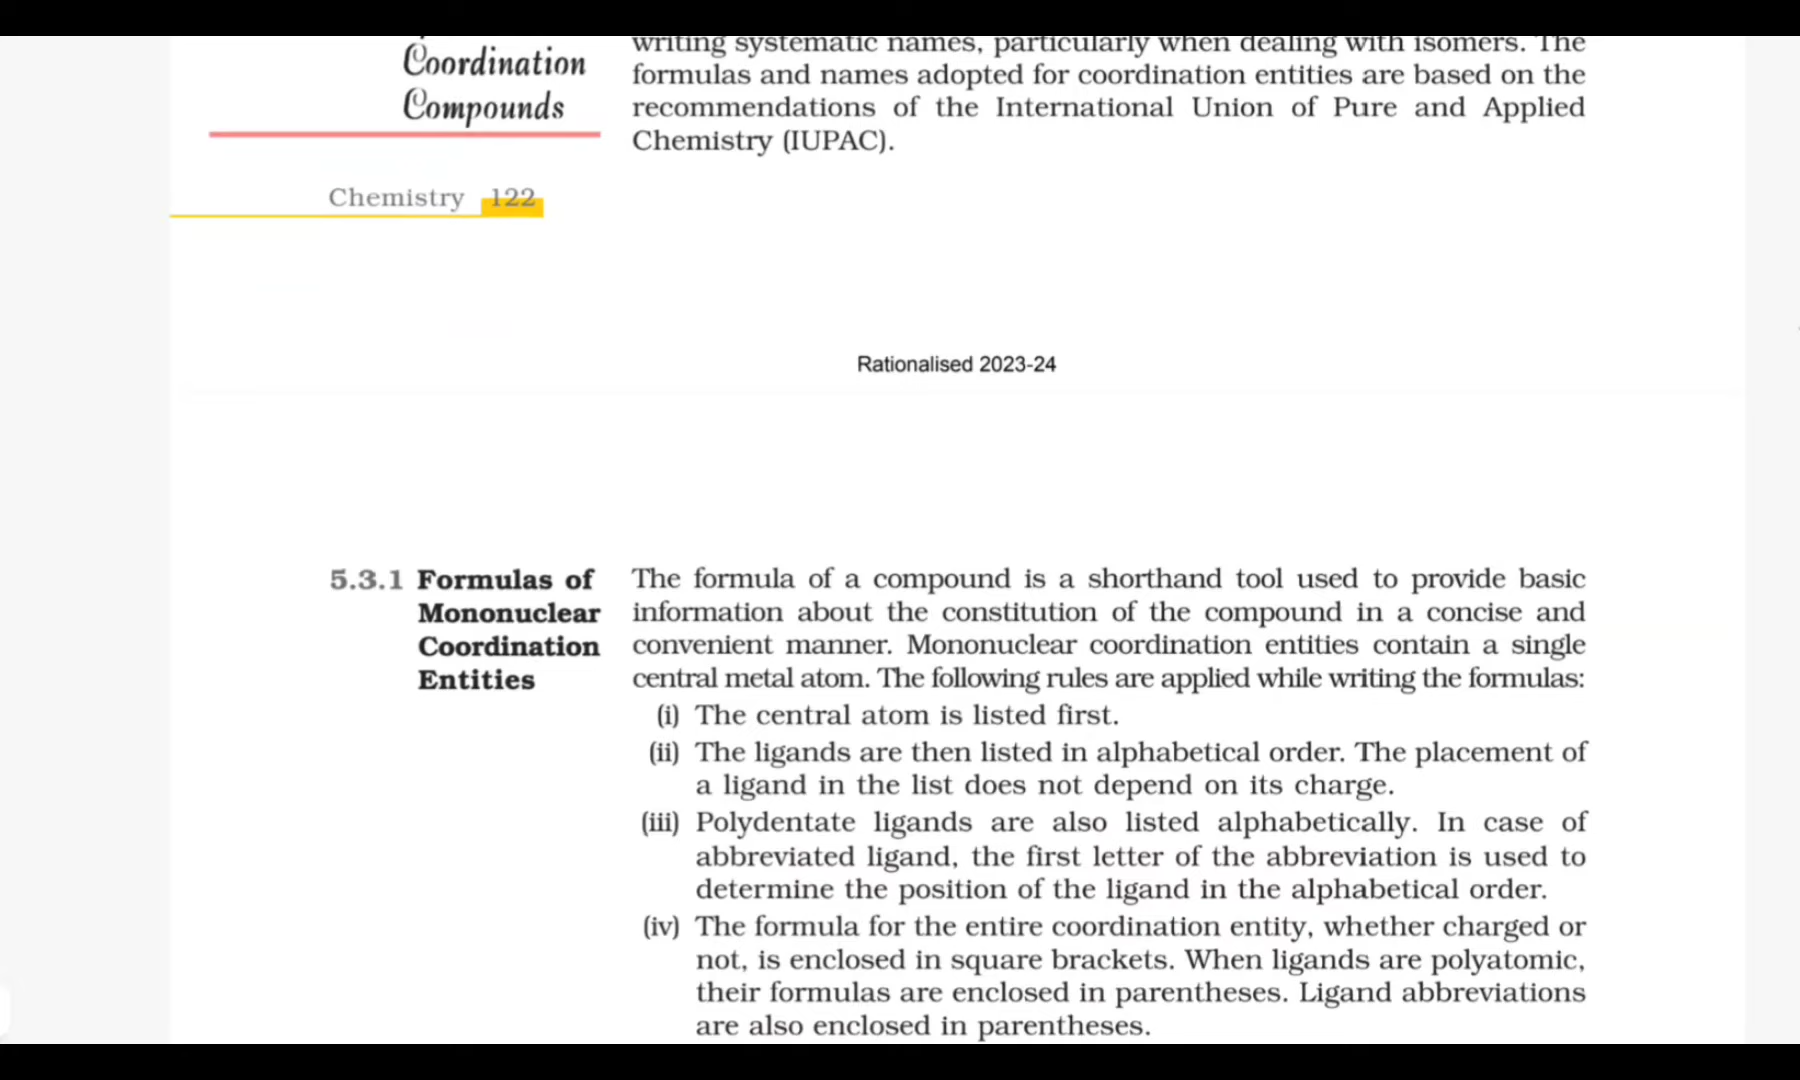 Coordination
Compounds
writing systematic names, particularly when dealing with isomers. The
formulas and names adopted for coordination entities are based on the
recommendations of the International Union of Pure and Applied
Chemistry (IUPAC).
Chemistry 122
Rationalised 2023-24
5.3.1 Formulas of
Mononuclear
Coordination
Entities
The formula of a compound is a shorthand tool used to provide basic
information about the constitution of the compound in a concise and
convenient manner. Mononuclear coordination entities contain a single
central metal atom. The following rules are applied while writing the formulas:
(i) The central atom is listed first.
(ii) The ligands are then listed in alphabetical order. The placement of
a ligand in the list does not depend on its charge.
(iii) Polydentate ligands are also listed alphabetically. In case of
abbreviated ligand, the first letter of the abbreviation is used to
determine the position of the ligand in the alphabetical order.
(iv) The formula for the entire coordination entity, whether charged or
not, is enclosed in square brackets. When ligands are polyatomic,
their formulas are enclosed in parentheses. Ligand abbreviations
are also enclosed in parentheses.